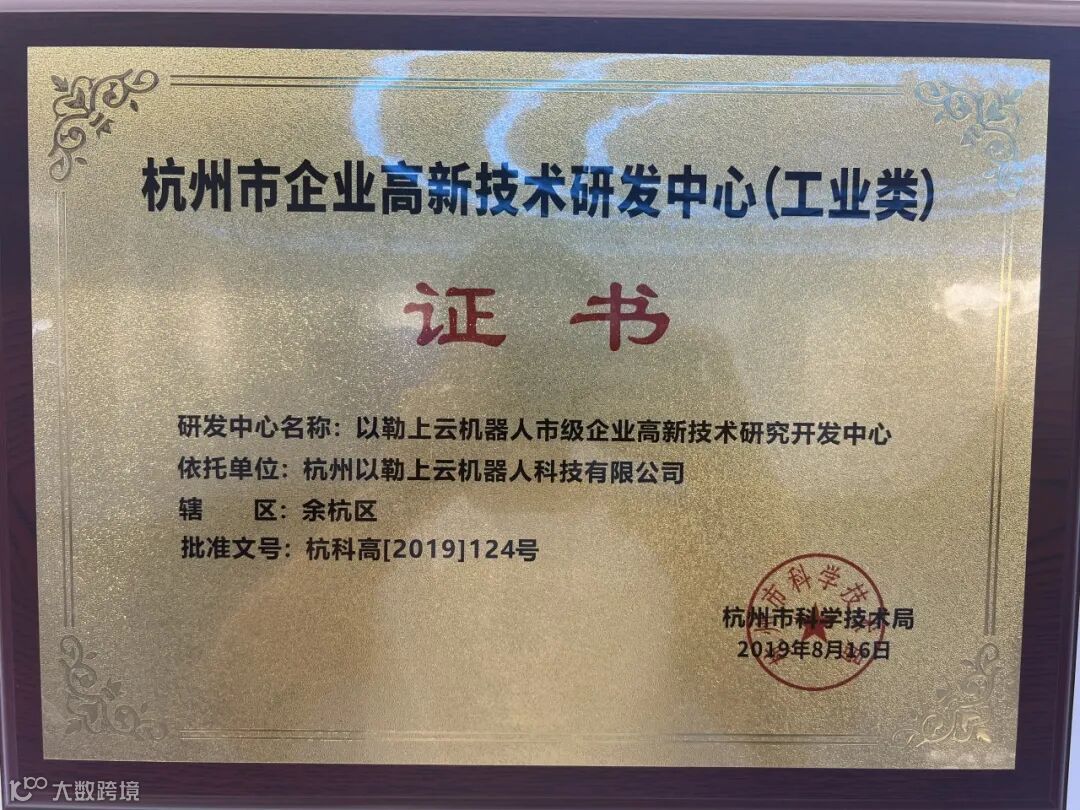 杭州市企业高新技术研发中心(工业类)
证 书
研发中心名称：以勒上云机器人市级企业高新技术研究开发中心
依托单位：杭州以勒上云机器人科技有限公司
辖 区：余杭区
批准文号：杭科高[2019]124号
杭州市科学技术局
2019年8月16日
大数跨境